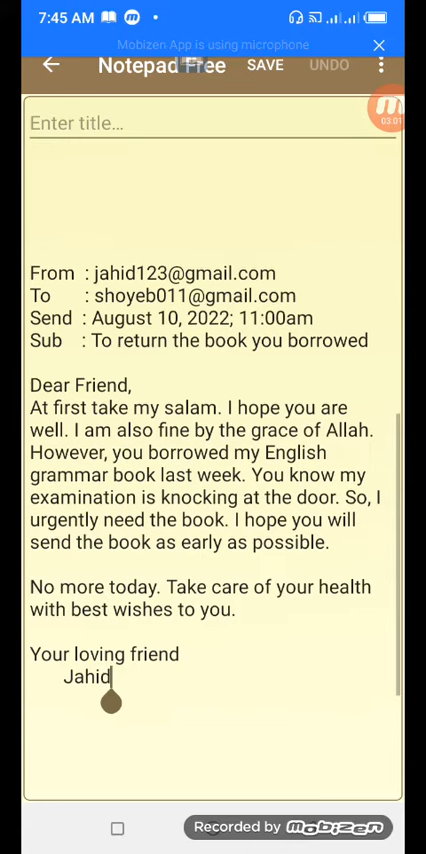 7:45 AM
Mobizen App is using microphone
Notepad Free SAVE UNDO
03:01
Enter title...
From : jahid123@gmail.com
To : shoyeb011@gmail.com
Send : August 10, 2022; 11:00am
Sub : To return the book you borrowed
Dear Friend,
At first take my salam. I hope you are
well. I am also fine by the grace of Allah.
However, you borrowed my English
grammar book last week. You know my
examination is knocking at the door. So, I
urgently need the book. I hope you will
send the book as early as possible.
No more today. Take care of your health
with best wishes to you.
Your loving friend
Jahid
Recorded by mobizen